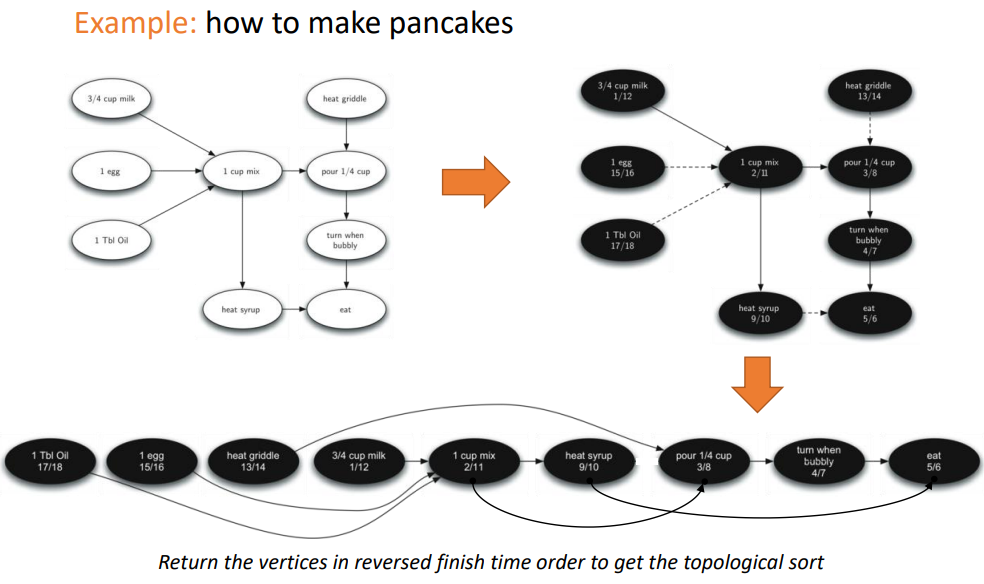 Example: how to make pancakes
3/4 cup milk
heat griddle
1 egg
1 cup mix
pour 1/4 cup
1 Tbl Oil
turn when
bubbly
heat syrup
eat
3/4 cup milk
1/12
heat griddle
13/14
1 egg
15/16
1 cup mix
2/11
pour 1/4 cup
3/8
1 Tbl Oil
17/18
turn when
bubbly
4/7
heat syrup
9/10
eat
5/6
1 Tbl Oil
17/18
1 egg
15/16
heat griddle
13/14
3/4 cup milk
1/12
1 cup mix
2/11
heat syrup
9/10
pour 1/4 cup
3/8
turn when
bubbly
4/7
eat
5/6
Return the vertices in reversed finish time order to get the topological sort